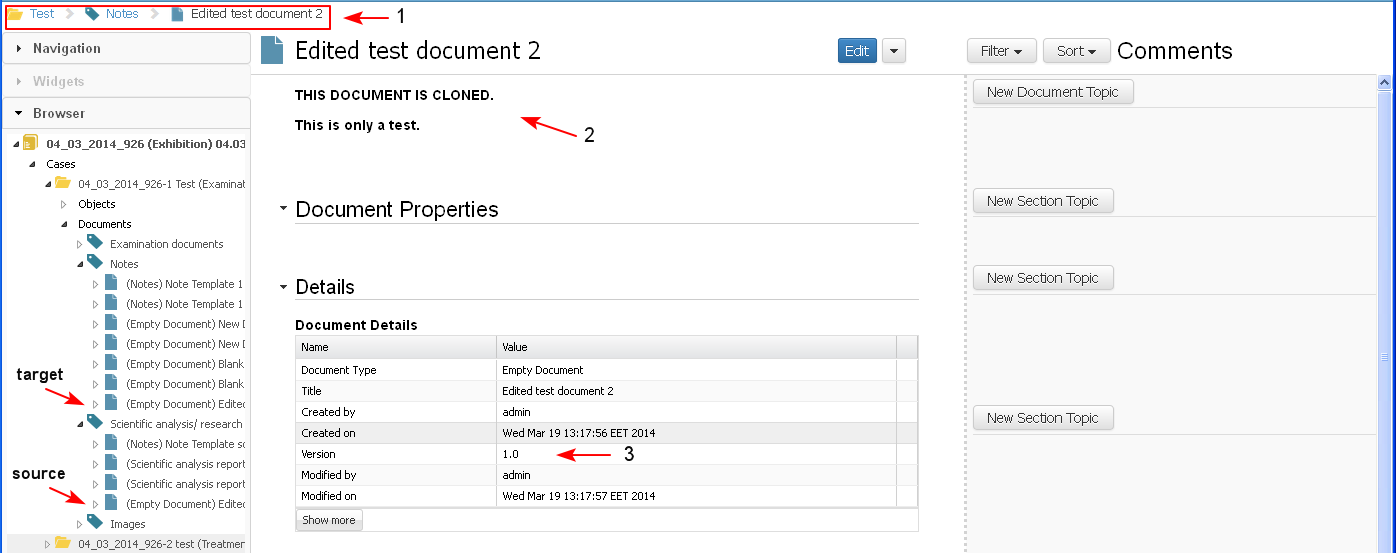 Test Notes Edited test document 2 1
Navigation
Widgets
Browser
04_03_2014_926 (Exhibition) 04.03
Cases
04_03_2014_926-1 Test (Examinat
Objects
Documents
Examination documents
Notes
(Notes) Note Template 1
(Notes) Note Template 1
(Empty Document) New D
(Empty Document) New D
(Empty Document) Blank
(Empty Document) Blank
target
(Empty Document) Edited
Scientific analysis/ research
(Notes) Note Template sc
(Scientific analysis report
(Scientific analysis report
source
(Empty Document) Edited
Images
04_03_2014_926-2 test (Treatmen
Edited test document 2 Edit
THIS DOCUMENT IS CLONED.
This is only a test.
2
Document Properties
Details
Document Details
Name Value
Document Type Empty Document
Title Edited test document 2
Created by admin
Created on Wed Mar 19 13:17:56 EET 2014
Version 1.0 3
Modified by admin
Modified on Wed Mar 19 13:17:57 EET 2014
Show more
Filter Sort Comments
New Document Topic
New Section Topic
New Section Topic
New Section Topic